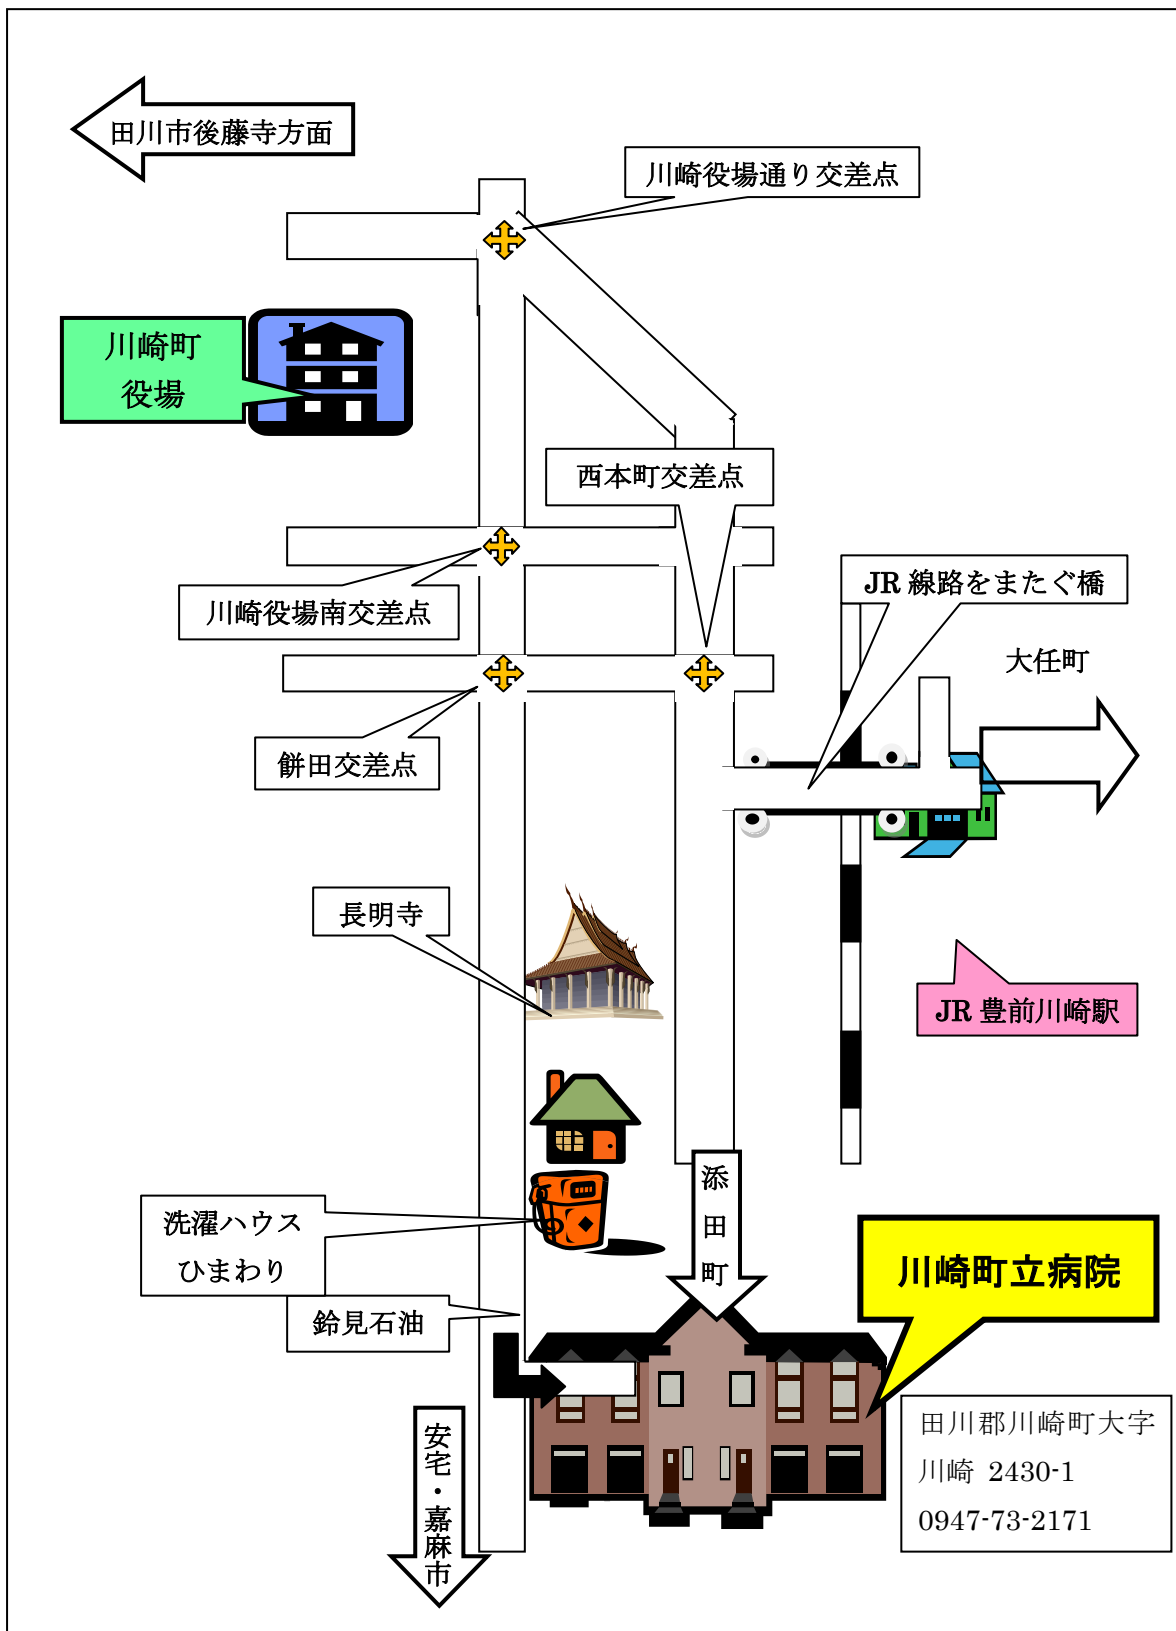 田川市後藤寺方面
川崎役場通り交差点
川崎町
役場
西本町交差点
川崎役場南交差点
JR 線路をまたぐ橋
大任町
餅田交差点
長明寺
JR 豊前川崎駅
添田町
洗濯ハウス
ひまわり
川崎町立病院
鈴見石油
安宅・嘉麻市
田川郡川崎町大字
川崎 2430-1
0947-73-2171